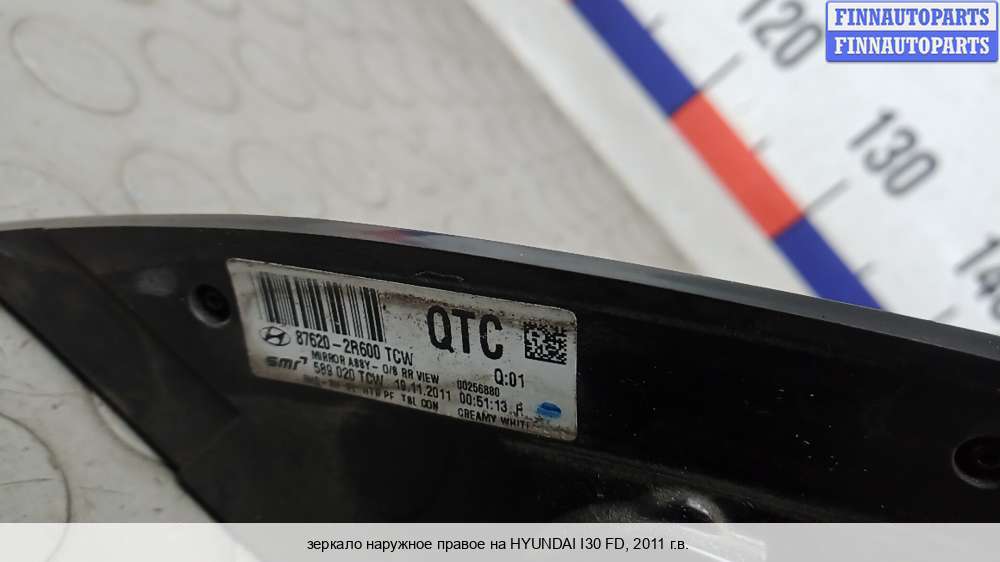 FINNAUTOPARTS
FINNAUTOPARTS
120
130
QTC
87620-2R600 TCW
MIRROR ASSY- O/S RR VIEW
00256880
Q:01
smr
589 020 TCW 19.11.2011 00:51:13
CREAMY WHITE
зеркало наружное правое на HYUNDAI I30 FD, 2011 г.в.